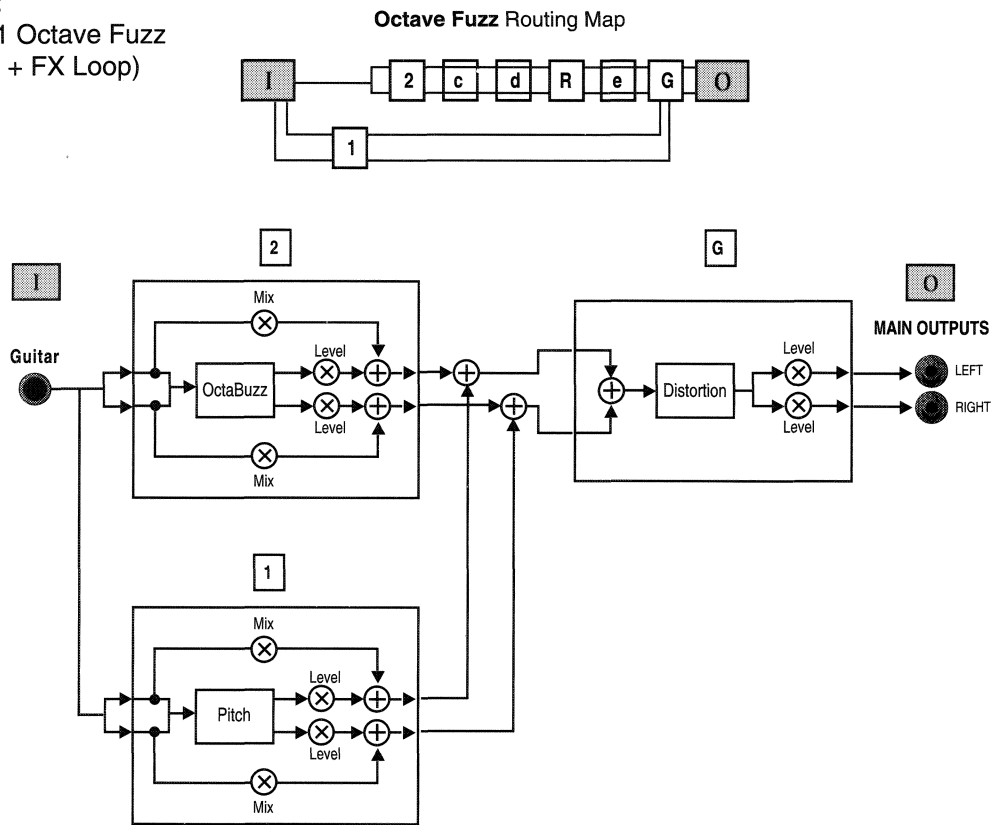 1 Octave Fuzz
+ FX Loop)
Octave Fuzz Routing Map
I 2 c d R e G O
1
2
G
I
O
Mix
MAIN OUTPUTS
Guitar
Level
Level
LEFT
OctaBuzz
Distortion
RIGHT
Level
Level
Mix
1
Mix
Level
Pitch
Level
Mix